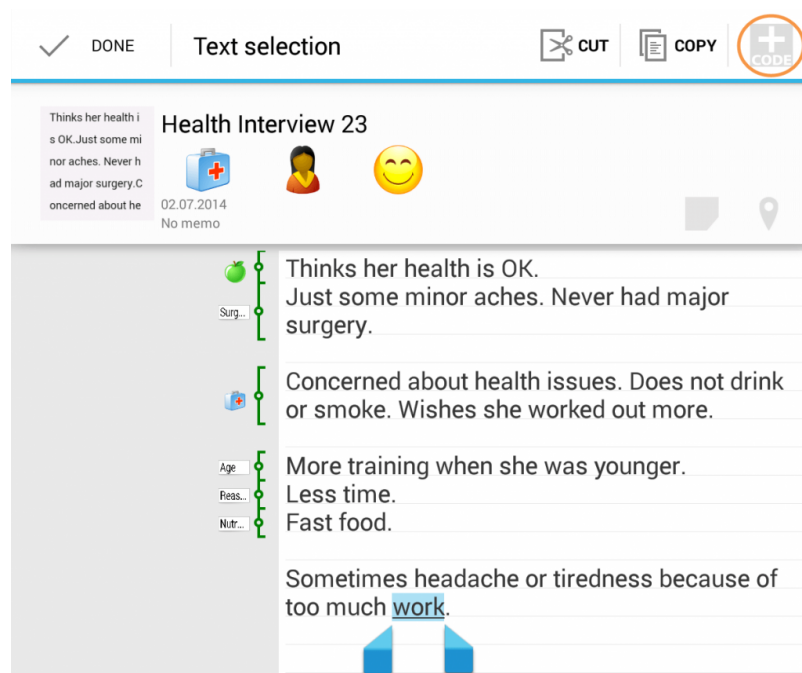 DONE
Text selection
CUT
COPY
CODE
Thinks her health i
s OK.Just some mi
nor aches. Never h
ad major surgery.C
oncerned about he
Health Interview 23
02.07.2014
No memo
Thinks her health is OK.
Just some minor aches. Never had major
Surg...
surgery.
Concerned about health issues. Does not drink
or smoke. Wishes she worked out more.
Age
More training when she was younger.
Reas...
Less time.
Nutr...
Fast food.
Sometimes headache or tiredness because of
too much work.